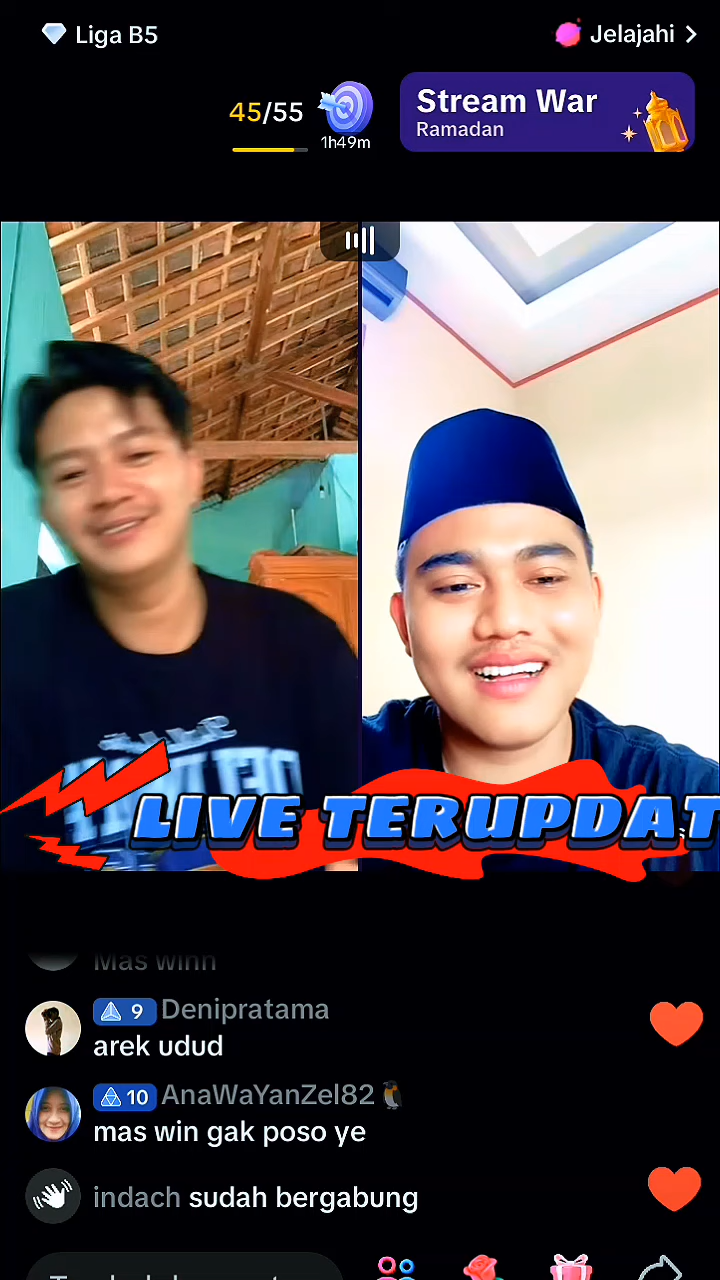 Liga B5
Jelajahi >
45/55
1h49m
Stream War
Ramadan
LIVE TERUPDAT
Mas winn
9 Denipratama
arek udud
10 AnaWaYanZel82🐧
mas win gak poso ye
indach sudah bergabung